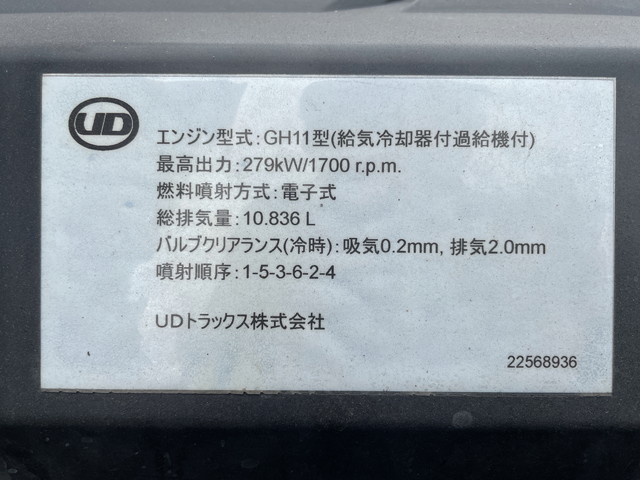 UD
エンジン型式：GH11型(給気冷却器付過給機付)
最高出力：279kW/1700 r.p.m.
燃料噴射方式：電子式
総排気量：10.836 L
バルブクリアランス(冷時)：吸気0.2mm, 排気2.0mm
噴射順序：1-5-3-6-2-4
UDトラックス株式会社
22568936